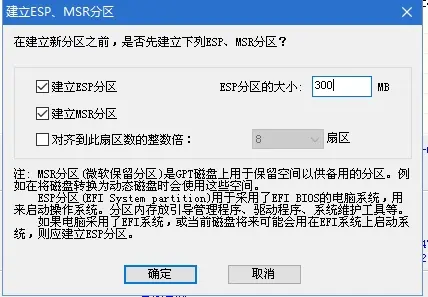 建立ESP、MSR分区
在建立新分区之前，是否先建立下列ESP、MSR分区？
建立ESP分区 ESP分区的大小: 300 MB
建立MSR分区
对齐到此扇区数的整数倍: 8 扇区
注: MSR分区(微软保留分区)是GPT磁盘上用于保留空间以供备用的分区。例
如在将磁盘转换为动态磁盘时会使用这些空间。
ESP分区(EFI System partition)用于采用了EFI BIOS的电脑系统，用
来启动操作系统。分区内存放引导管理程序、驱动程序、系统维护工具等。
如果电脑采用了EFI系统，或当前磁盘将来可能会用在EFI系统上启动系
统，则应建立ESP分区。
确定 取消